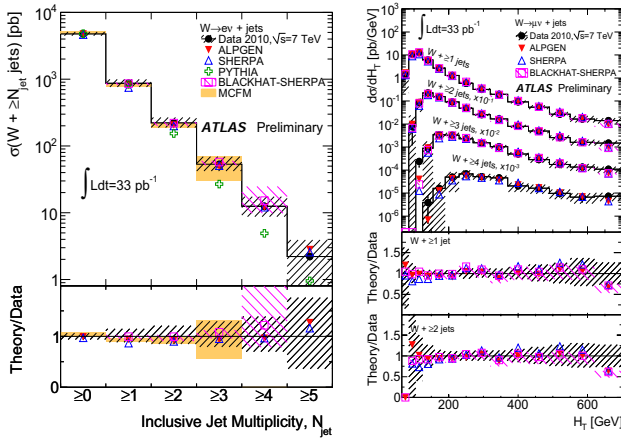 W→eν + jets
Data 2010, √s=7 TeV
ALPGEN
SHERPA
PYTHIA
BLACKHAT-SHERPA
MCFM
ATLAS Preliminary
∫Ldt=33 pb⁻¹
σ(W + ≥N_jet jets) [pb]
10⁴
10³
10²
10
1
Theory/Data
1
0
≥0 ≥1 ≥2 ≥3 ≥4 ≥5
Inclusive Jet Multiplicity, N_jet
∫Ldt=33 pb⁻¹
W→μν + jets
Data 2010, √s=7 TeV
ALPGEN
SHERPA
BLACKHAT-SHERPA
ATLAS Preliminary
dσ/dH_T [pb/GeV]
10³
10²
10
1
10⁻¹
10⁻²
10⁻³
10⁻⁴
10⁻⁵
10⁻⁶
W + ≥1 jets
W + ≥2 jets, x10⁻¹
W + ≥3 jets, x10⁻²
W + ≥4 jets, x10⁻³
Theory/Data
W + ≥1 jet
1.5
1
0.5
Theory/Data
W + ≥2 jets
2
1.5
1
0.5
200 400 600
H_T [GeV]